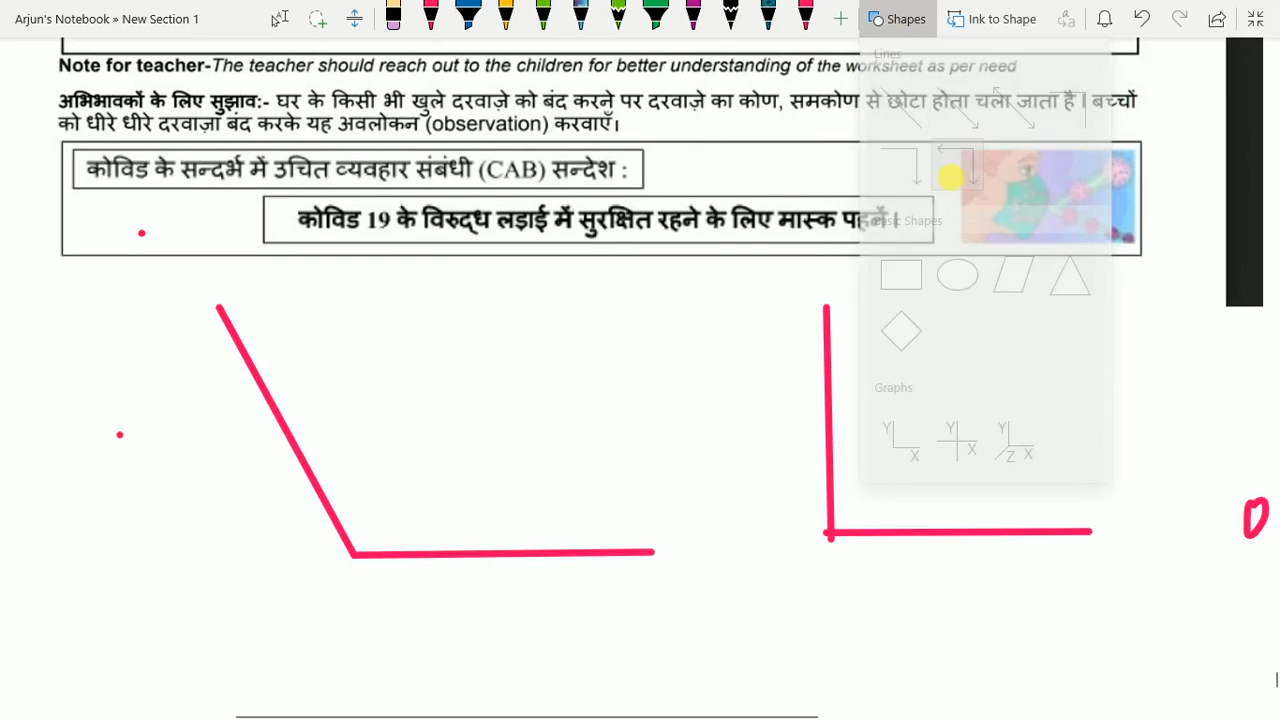 Arjun's Notebook » New Section 1
Shapes
Ink to Shape
Lines
Note for teacher-The teacher should reach out to the children for better understanding of the worksheet as per need
अभिभावकों के लिए सुझाव:- घर के किसी भी खुले दरवाज़े को बंद करने पर दरवाज़े का कोण, समकोण से छोटा होता चला जाता है। बच्चों
को धीरे धीरे दरवाज़ा बंद करके यह अवलोकन (observation) करवाएँ।
कोविड के सन्दर्भ में उचित व्यवहार संबंधी (CAB) सन्देश :
कोविड 19 के विरुद्ध लड़ाई में सुरक्षित रहने के लिए मास्क पहनें।
Basic Shapes
Graphs
Y X
Y X
Y Z X